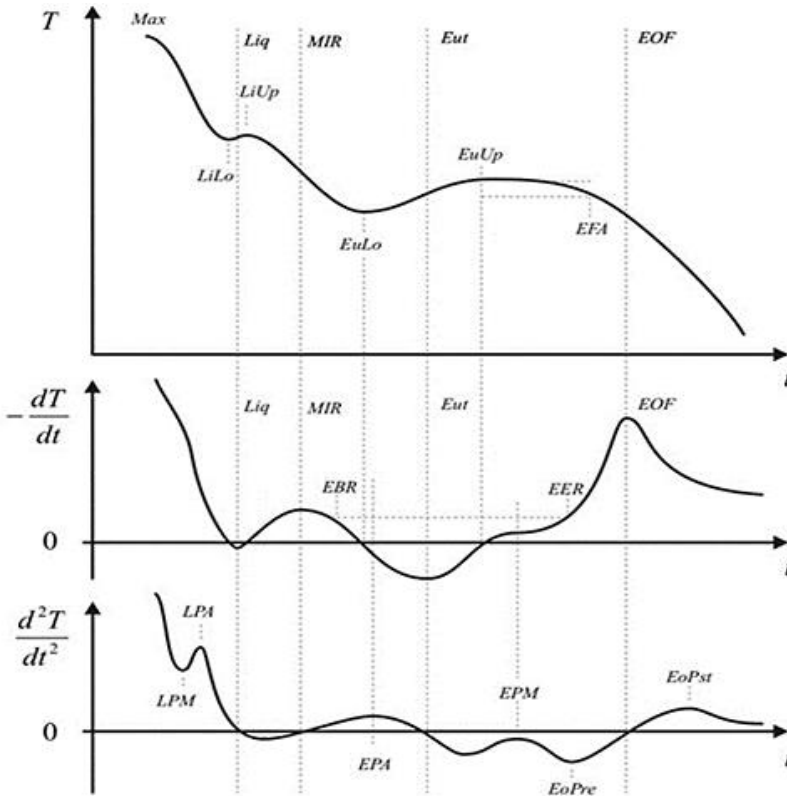 T
Max
Liq
MIR
Eut
EOF
LiUp
EuUp
LiLo
EuLo
EFA
t
− dT/dt
Liq
MIR
Eut
EOF
EBR
EER
0
t
d²T/dt²
LPA
LPM
EoPst
EPM
0
EPA
EoPre
t